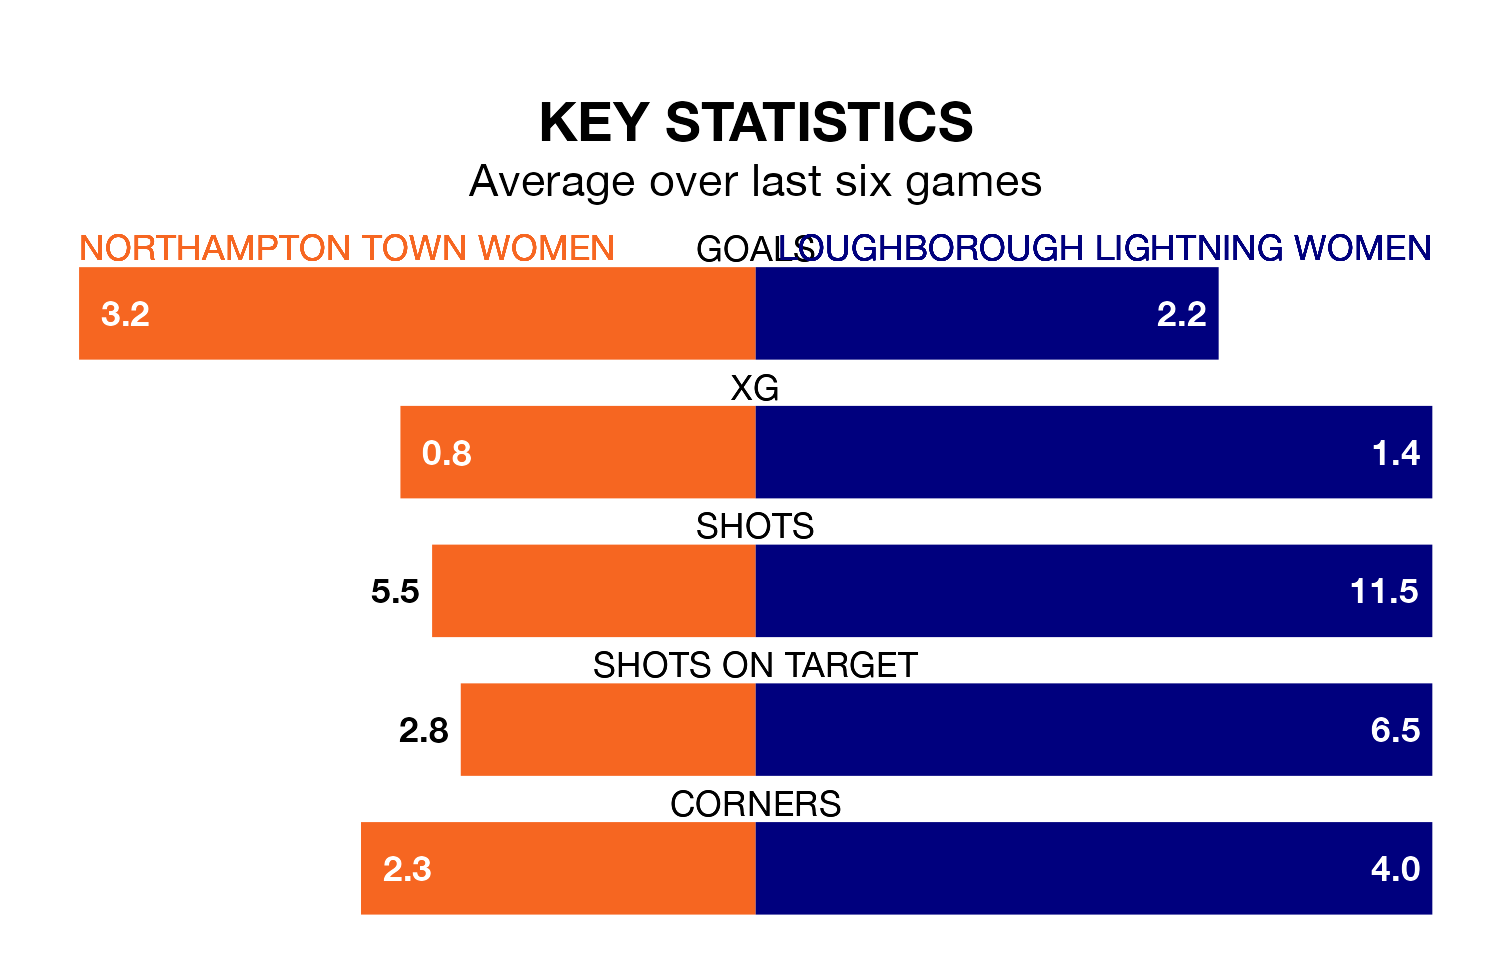 KEY STATISTICS
Average over last six games
NORTHAMPTON TOWN WOMEN GOALS LOUGHBOROUGH LIGHTNING WOMEN
3.2 2.2
XG
0.8 1.4
SHOTS
5.5 11.5
SHOTS ON TARGET
2.8 6.5
CORNERS
2.3 4.0